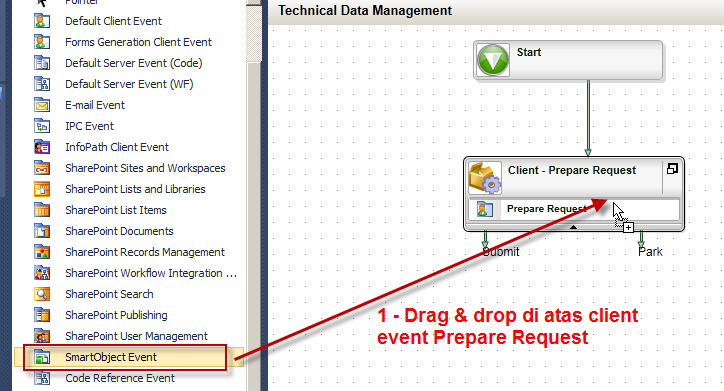 Pointer
Default Client Event
Forms Generation Client Event
Default Server Event (Code)
Default Server Event (WF)
E-mail Event
IPC Event
InfoPath Client Event
SharePoint Sites and Workspaces
SharePoint Lists and Libraries
SharePoint List Items
SharePoint Documents
SharePoint Records Management
SharePoint Workflow Integration ...
SharePoint Search
SharePoint Publishing
SharePoint User Management
SmartObject Event
Code Reference Event
Technical Data Management
Start
Client - Prepare Request
Prepare Request
Submit
Park
1 - Drag & drop di atas client
event Prepare Request